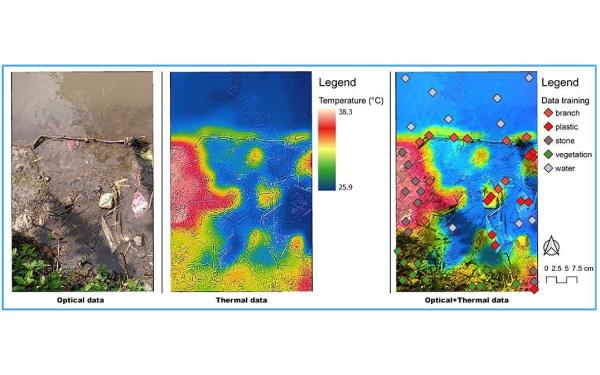 Legend
Temperature (°C)
38.3
25.9
Legend
Data training
branch
plastic
stone
vegetation
water
0 2.5 5 7.5 cm
Optical data
Thermal data
Optical+Thermal data